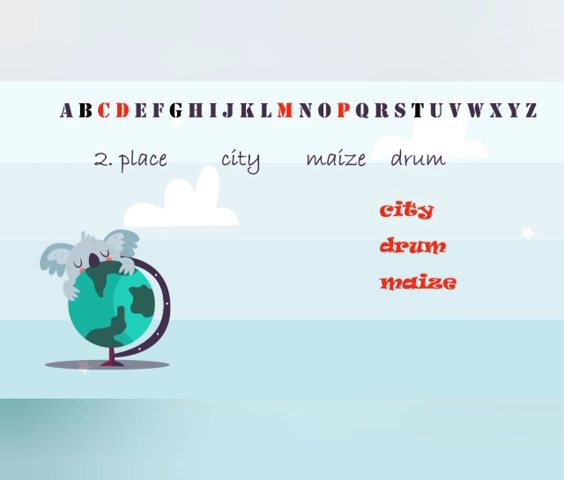 ABCDEFGHIJKLMNOPQRSTUVWXYZ
2. place city maize drum
city
drum
maize